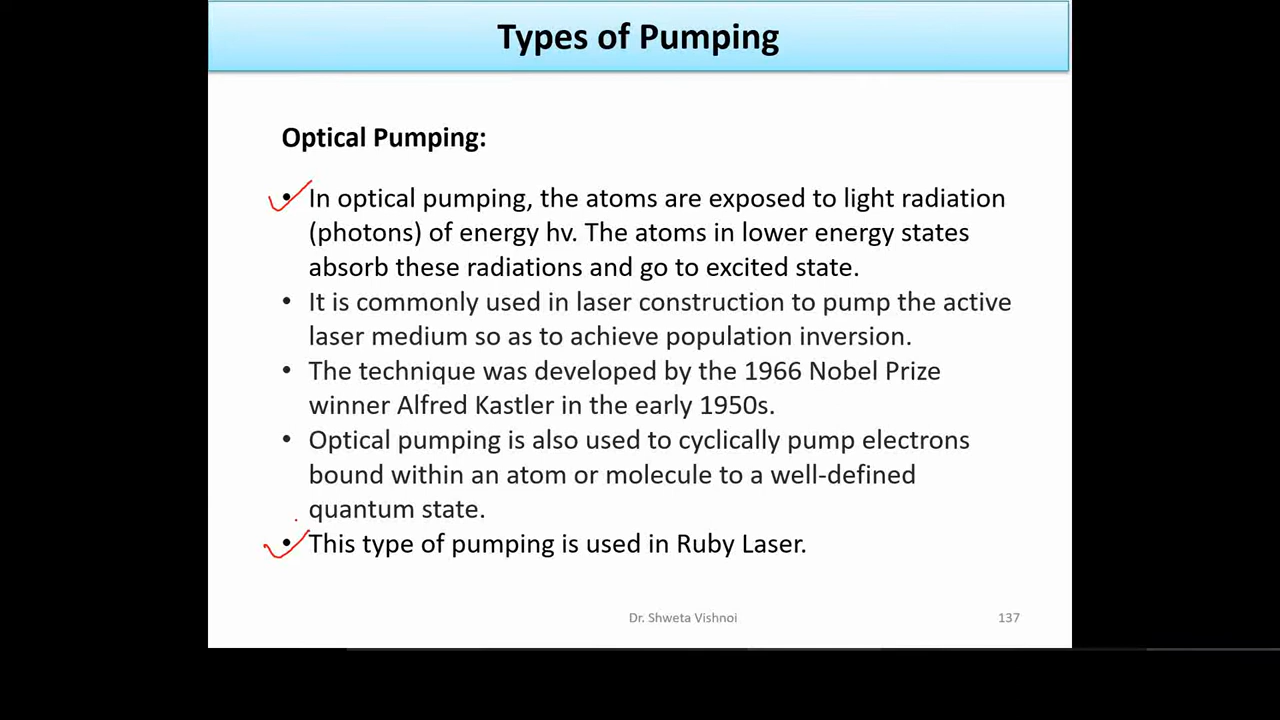 Types of Pumping
Optical Pumping:
• In optical pumping, the atoms are exposed to light radiation
(photons) of energy hv. The atoms in lower energy states
absorb these radiations and go to excited state.
• It is commonly used in laser construction to pump the active
laser medium so as to achieve population inversion.
• The technique was developed by the 1966 Nobel Prize
winner Alfred Kastler in the early 1950s.
• Optical pumping is also used to cyclically pump electrons
bound within an atom or molecule to a well-defined
quantum state.
• This type of pumping is used in Ruby Laser.
Dr. Shweta Vishnoi
137